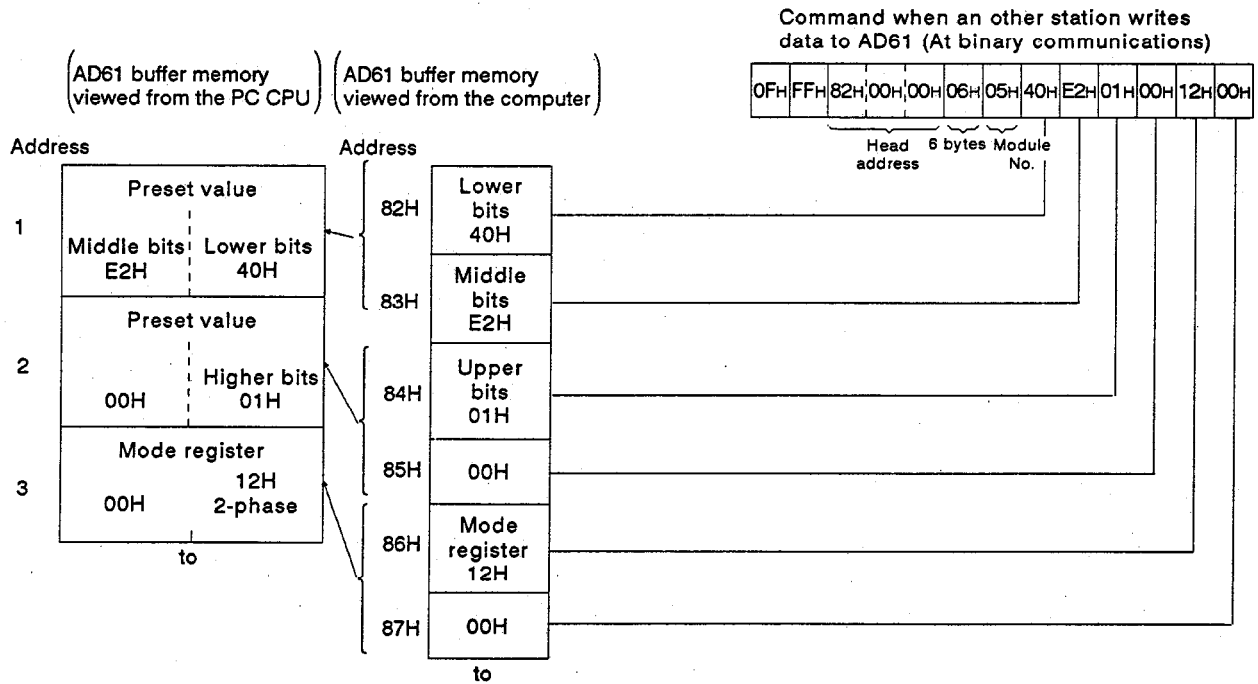 Command when an other station writes
data to AD61 (At binary communications)
0FH FFH 82H 00H 00H 06H 05H 40H E2H 01H 00H 12H 00H
Head
address
6 bytes
Module
No.
AD61 buffer memory
viewed from the PC CPU
AD61 buffer memory
viewed from the computer
Address
Address
1
Preset value
Middle bits
E2H
Lower bits
40H
2
Preset value
00H
Higher bits
01H
3
Mode register
00H
12H
2-phase
to
82H
Lower
bits
40H
83H
Middle
bits
E2H
84H
Upper
bits
01H
85H
00H
86H
Mode
register
12H
87H
00H
to